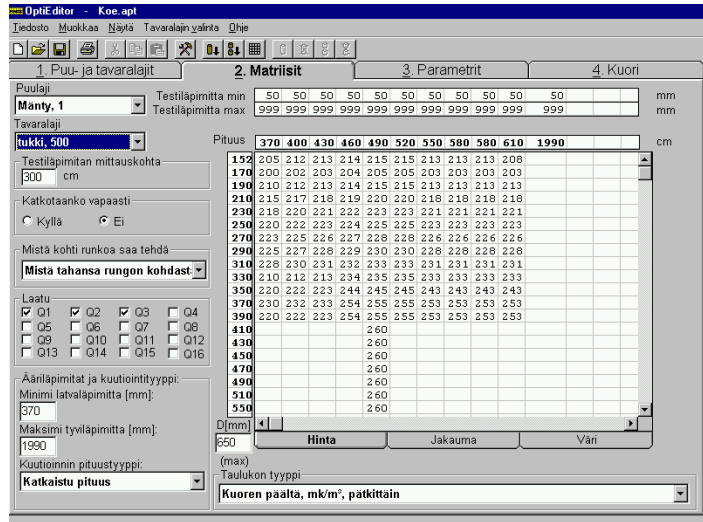 OptiEditor - Koe.apt
Tiedosto Muokkaa Näytä Tavaralajin valinta Ohje
1. Puu- ja tavaralajit 2. Matriisit 3. Parametrit 4. Kuori
Puulaji
Mänty, 1
Testiläpimitta min 50 50 50 50 50 50 50 50 50 50 50 mm
Testiläpimitta max 999 999 999 999 999 999 999 999 999 999 999 mm
Tavaralaji
tukki, 500
Pituus 370 400 430 460 490 520 550 580 580 610 1990 cm
Testiläpimitan mittauskohta
300 cm
Katkotaanko vapaasti
Kyllä Ei
Mistä kohti runkoa saa tehdä
Mistä tahansa rungon kohdast
Laatu
Q1 Q2 Q3 Q4
Q5 Q6 Q7 Q8
Q9 Q10 Q11 Q12
Q13 Q14 Q15 Q16
Ääriläpimitat ja kuutiointityyppi:
Minimi latvaläpimitta [mm]:
370
Maksimi tyviläpimitta [mm]:
1990
Kuutioinnin pituustyyppi:
Katkaistu pituus
152 205 212 213 214 215 215 213 213 213 208
170 200 202 203 204 205 205 203 203 203 203
190 210 212 213 214 215 215 213 213 213 213
210 215 217 218 219 220 220 218 218 218 218
230 218 220 221 222 223 223 221 221 221 221
250 220 222 223 224 225 225 223 223 223 223
270 223 225 226 227 228 228 226 226 226 226
290 225 227 228 229 230 230 228 228 228 228
310 228 230 231 232 233 233 231 231 231 231
330 210 212 213 234 235 235 233 233 233 233
350 220 222 223 244 245 245 243 243 243 243
370 230 232 233 254 255 255 253 253 253 253
390 220 222 223 254 255 255 253 253 253 253
410 260
430 260
450 260
470 260
490 260
510 260
550 260
D[mm]
650
(max)
Hinta Jakauma Väri
Taulukon tyyppi
Kuoren päältä, mk/m³, pätkittäin